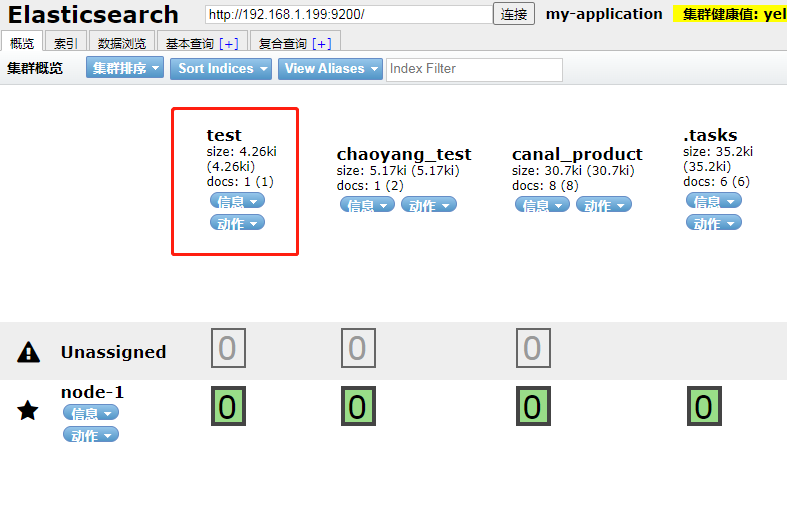 Elasticsearch http://192.168.1.199:9200/ 连接 my-application 集群健康值: yel
概览 索引 数据浏览 基本查询 [+] 复合查询 [+]
集群概览 集群排序 Sort Indices View Aliases Index Filter
test
size: 4.26ki
(4.26ki)
docs: 1 (1)
信息
动作
chaoyang_test
size: 5.17ki (5.17ki)
docs: 1 (2)
信息 动作
canal_product
size: 30.7ki (30.7ki)
docs: 8 (8)
信息 动作
.tasks
size: 35.2ki
(35.2ki)
docs: 6 (6)
信息
动作
Unassigned 0 0 0
node-1 0 0 0 0
信息
动作